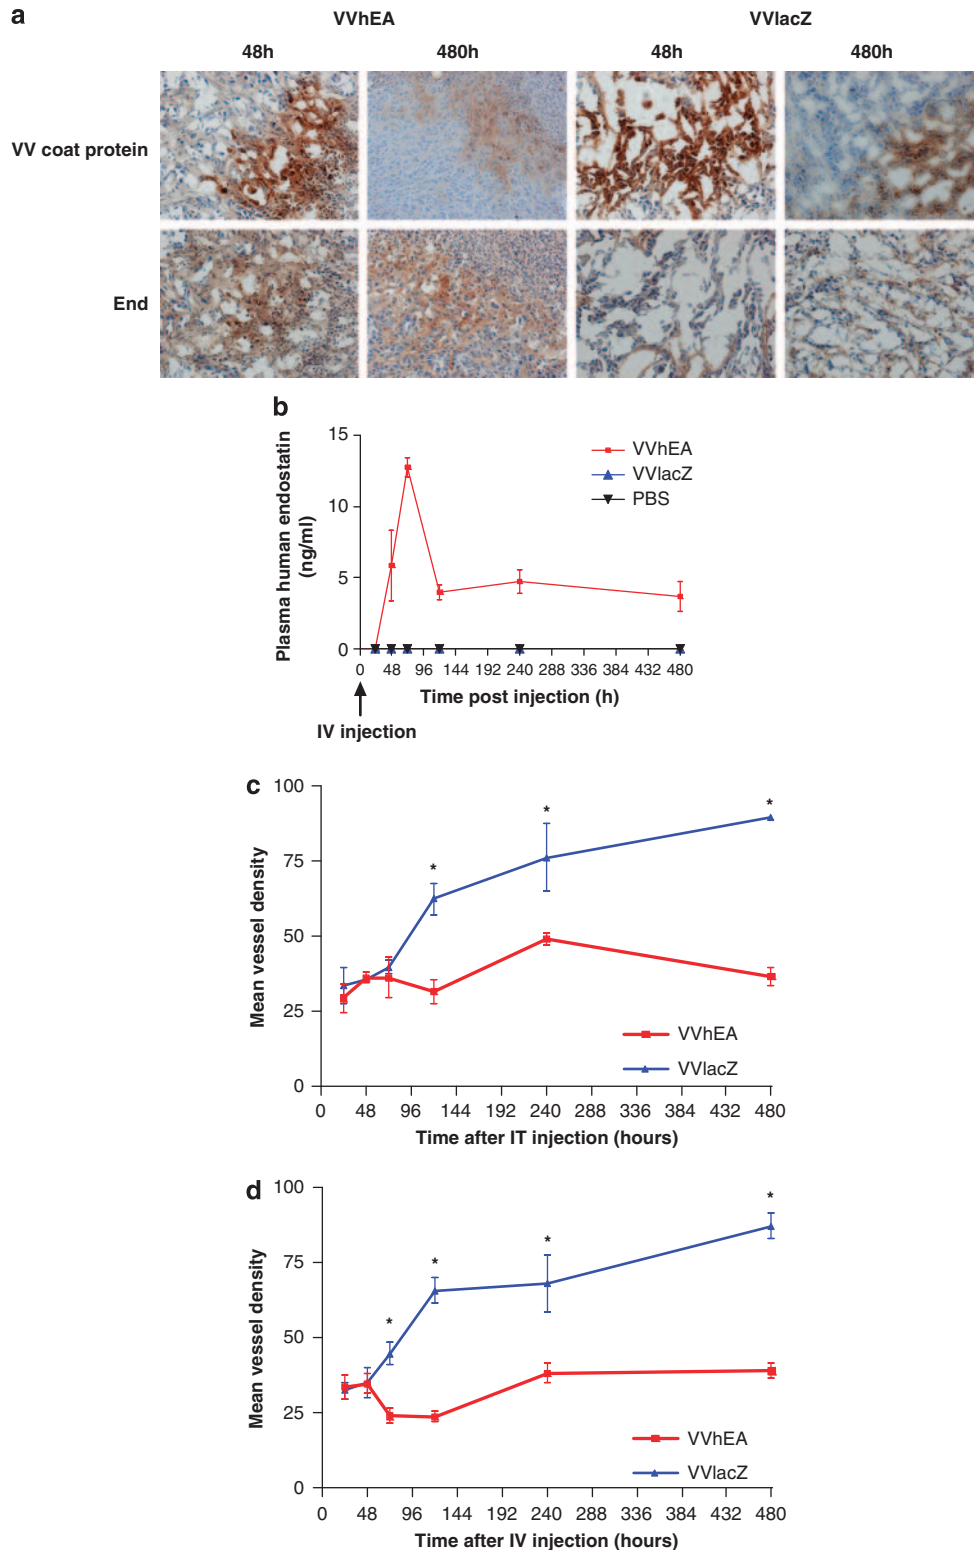 a
VVhEA VVlacZ
48h 480h 48h 480h
VV coat protein
End
b
Plasma human endostatin
(ng/ml)
15
10
5
0
VVhEA
VVlacZ
PBS
0 48 96 144 192 240 288 336 384 432 480
Time post injection (h)
IV injection
c
Mean vessel density
100
75
50
25
0
* * *
VVhEA
VVlacZ
0 48 96 144 192 240 288 336 384 432 480
Time after IT injection (hours)
d
Mean vessel density
100
75
50
25
0
* * * *
VVhEA
VVlacZ
0 48 96 144 192 240 288 336 384 432 480
Time after IV injection (hours)